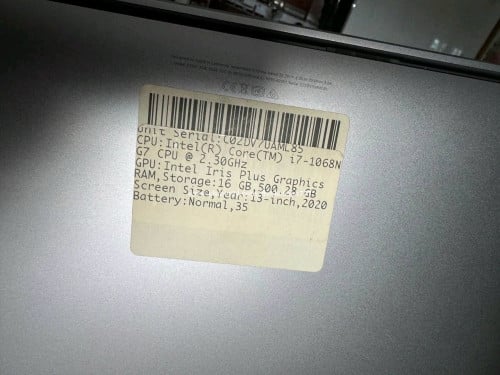 Unit Serial:C02DV7UAML85
CPU:Intel(R) Core(TM) i7-1068N
G7 CPU @ 2.30GHz
GPU:Intel Iris Plus Graphics
RAM,Storage:16 GB,500.28 GB
Screen Size,Year:13-inch,2020
Battery:Normal,35